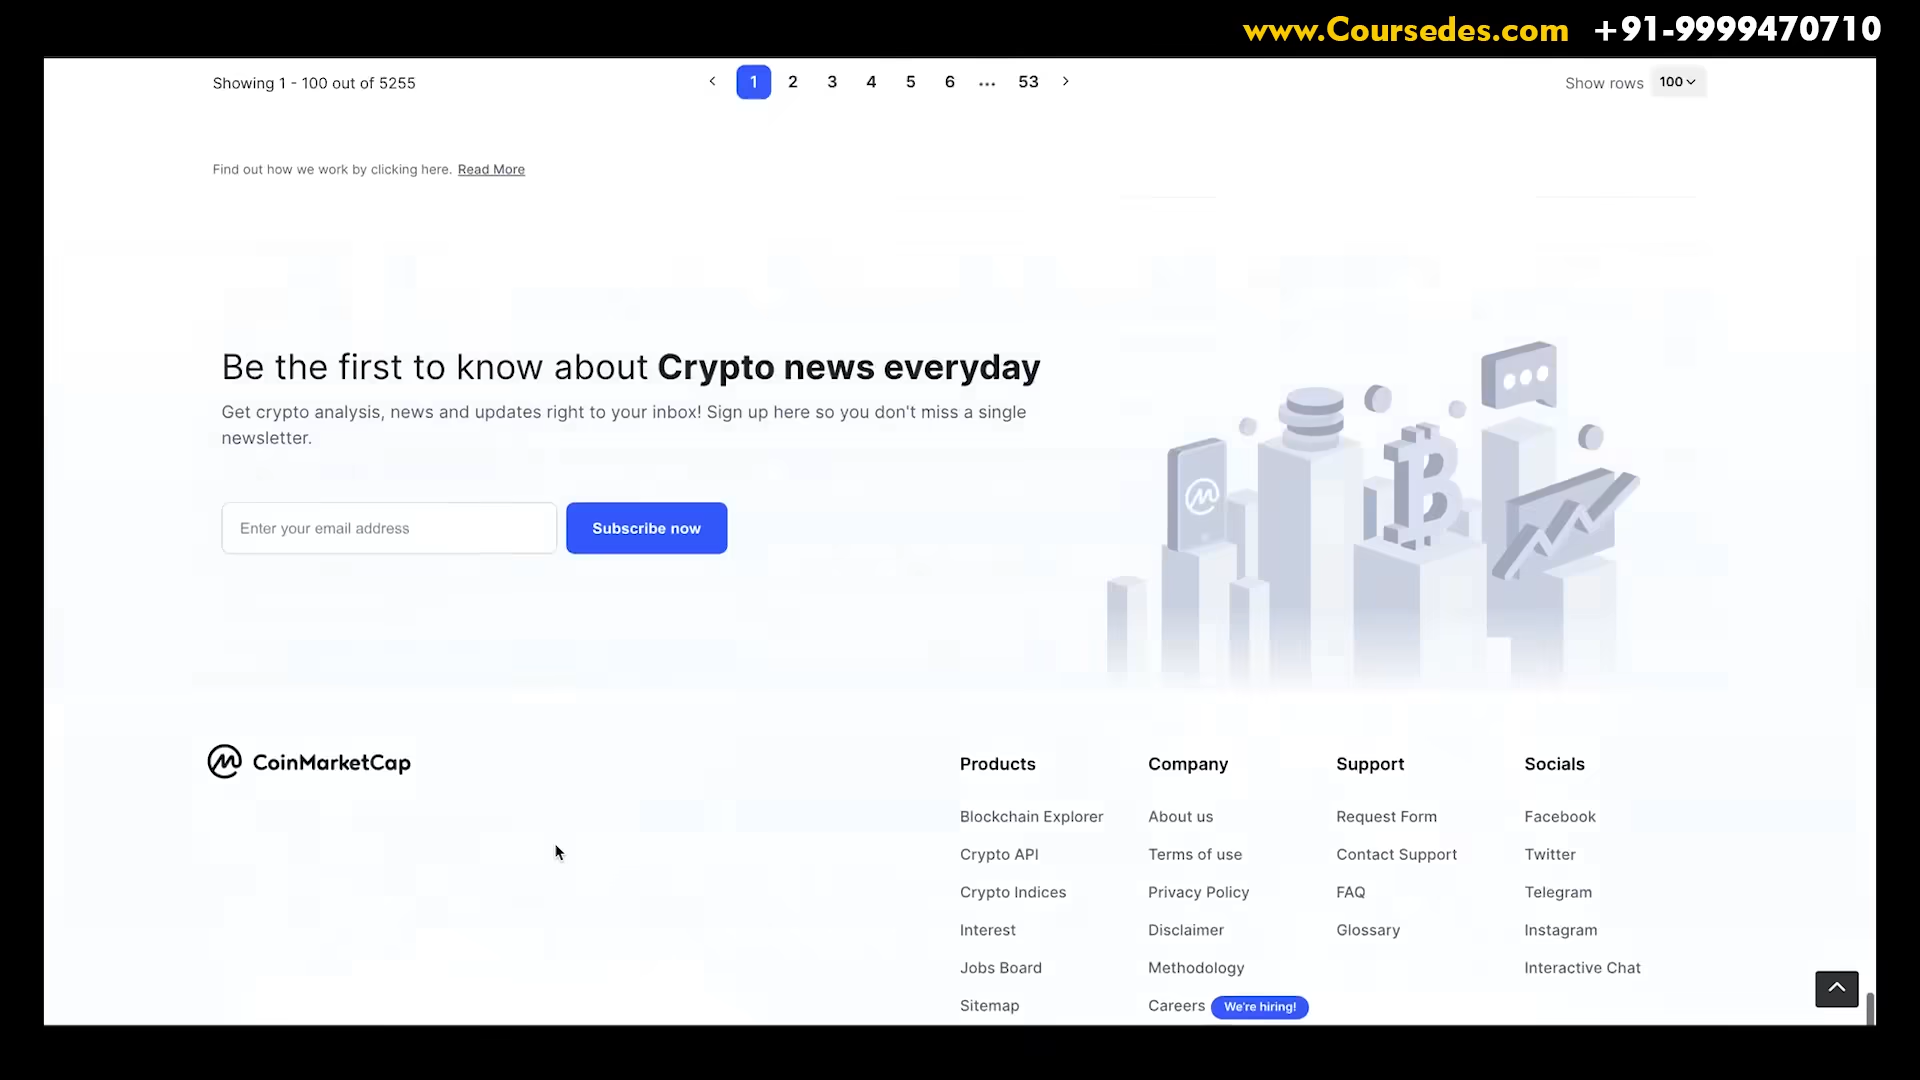 www.Coursedes.com +91-9999470710
Showing 1 - 100 out of 5255
1 2 3 4 5 6 ... 53
Show rows 100
Find out how we work by clicking here. Read More
Be the first to know about Crypto news everyday
Get crypto analysis, news and updates right to your inbox! Sign up here so you don't miss a single
newsletter.
Enter your email address
Subscribe now
CoinMarketCap
Products
Blockchain Explorer
Crypto API
Crypto Indices
Interest
Jobs Board
Sitemap
Company
About us
Terms of use
Privacy Policy
Disclaimer
Methodology
Careers We're hiring!
Support
Request Form
Contact Support
FAQ
Glossary
Socials
Facebook
Twitter
Telegram
Instagram
Interactive Chat